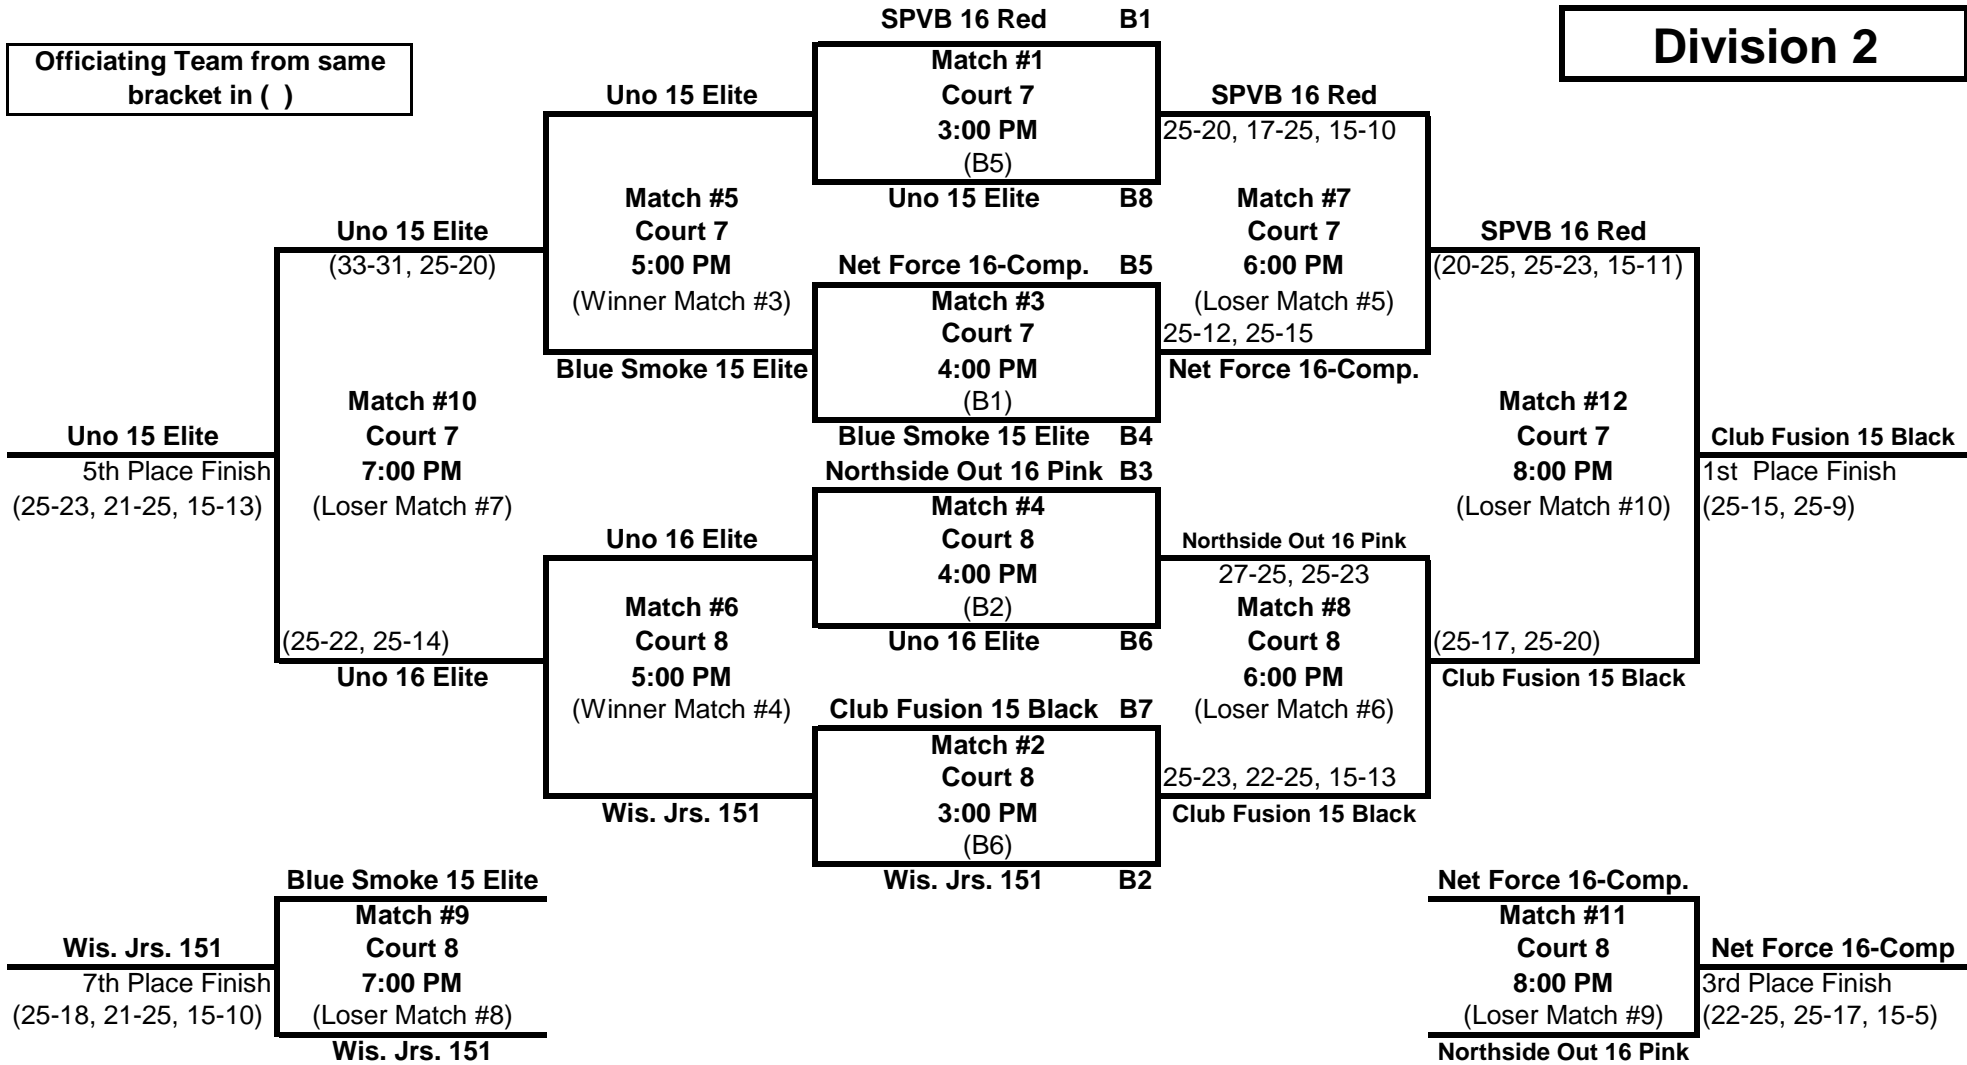 SPVB 16 Red B1
Division 2
Officiating Team from same
bracket in ( )
Match #1
Court 7
3:00 PM
(B5)
Uno 15 Elite B8
Uno 15 Elite
SPVB 16 Red
25-20, 17-25, 15-10
Match #5
Court 7
5:00 PM
(Winner Match #3)
Match #7
Court 7
6:00 PM
(Loser Match #5)
Uno 15 Elite
(33-31, 25-20)
SPVB 16 Red
(20-25, 25-23, 15-11)
Net Force 16-Comp. B5
Match #3
Court 7
4:00 PM
(B1)
Blue Smoke 15 Elite B4
Blue Smoke 15 Elite
25-12, 25-15
Net Force 16-Comp.
Match #10
Court 7
7:00 PM
(Loser Match #7)
Match #12
Court 7
8:00 PM
(Loser Match #10)
Uno 15 Elite
5th Place Finish
(25-23, 21-25, 15-13)
Club Fusion 15 Black
1st Place Finish
(25-15, 25-9)
Northside Out 16 Pink B3
Match #4
Court 8
4:00 PM
(B2)
Uno 16 Elite B6
Uno 16 Elite
Northside Out 16 Pink
27-25, 25-23
Match #6
Court 8
5:00 PM
(Winner Match #4)
Match #8
Court 8
6:00 PM
(Loser Match #6)
(25-22, 25-14)
Uno 16 Elite
(25-17, 25-20)
Club Fusion 15 Black
Club Fusion 15 Black B7
Match #2
Court 8
3:00 PM
(B6)
Wis. Jrs. 151 B2
Wis. Jrs. 151
25-23, 22-25, 15-13
Club Fusion 15 Black
Blue Smoke 15 Elite
Match #9
Court 8
7:00 PM
(Loser Match #8)
Wis. Jrs. 151
Wis. Jrs. 151
7th Place Finish
(25-18, 21-25, 15-10)
Net Force 16-Comp.
Match #11
Court 8
8:00 PM
(Loser Match #9)
Northside Out 16 Pink
Net Force 16-Comp
3rd Place Finish
(22-25, 25-17, 15-5)